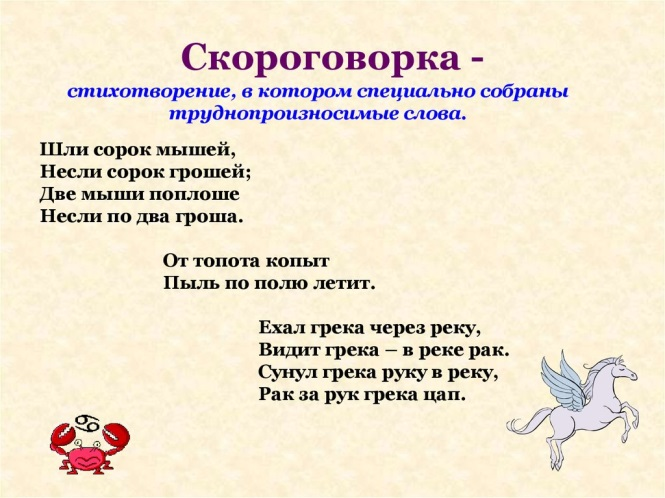 Скороговорка -
стихотворение, в котором специально собраны
труднопроизносимые слова.
Шли сорок мышей,
Несли сорок грошей;
Две мыши поплоше
Несли по два гроша.
От топота копыт
Пыль по полю летит.
Ехал грека через реку,
Видит грека – в реке рак.
Сунул грека руку в реку,
Рак за рук грека цап.